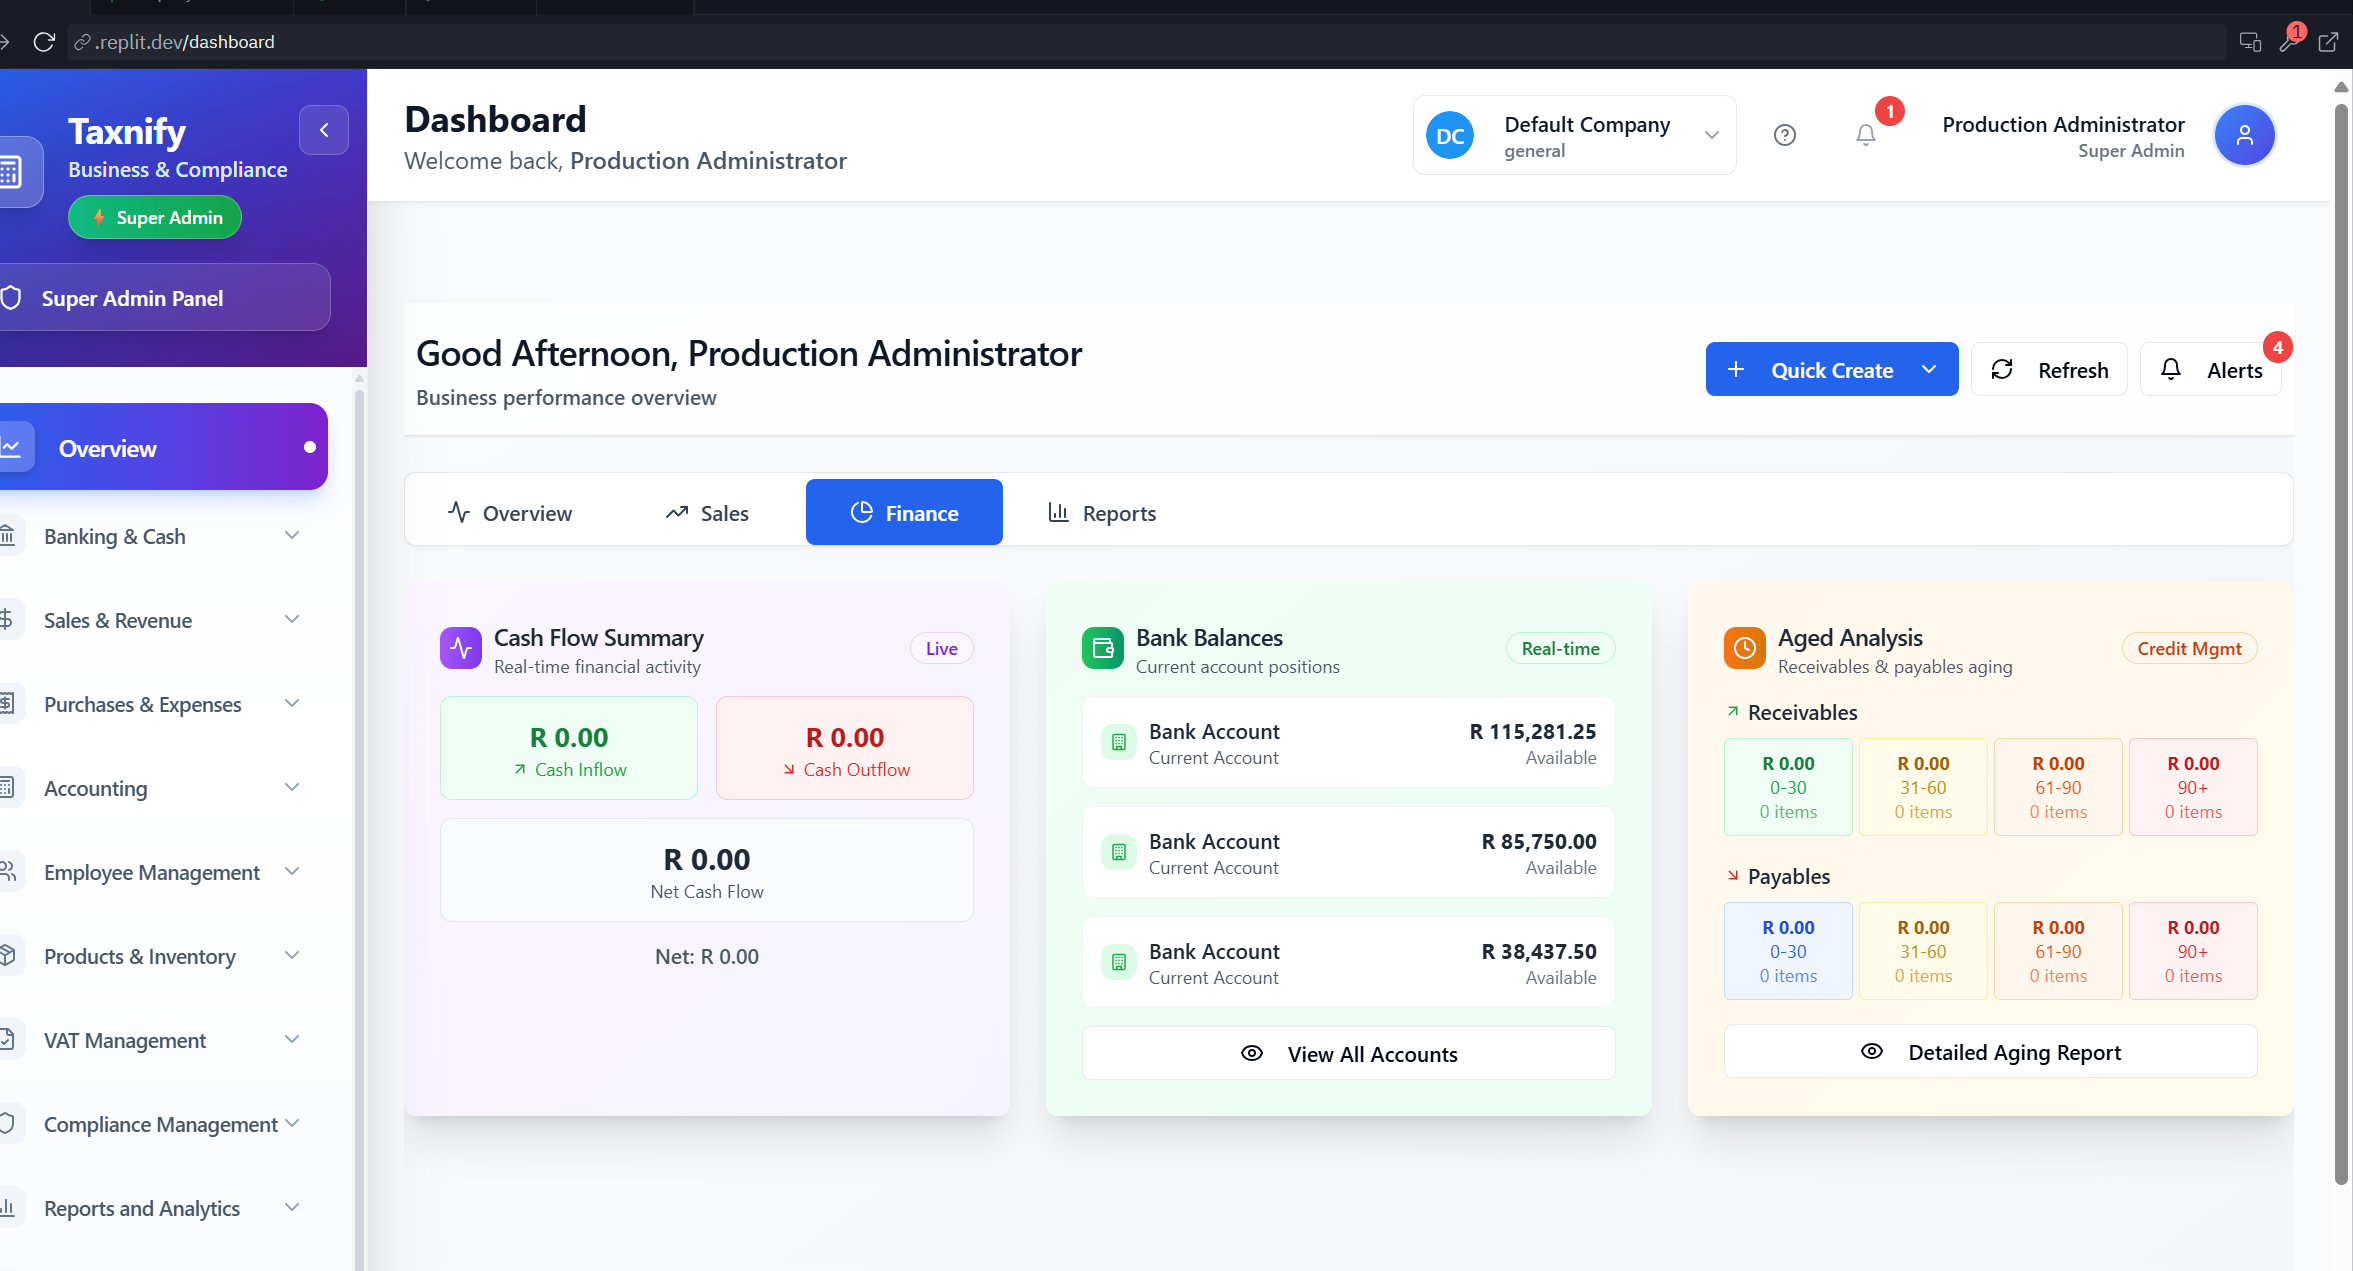 .replit.dev/dashboard
1
Taxnify
Business & Compliance
Super Admin
Super Admin Panel
Overview
Banking & Cash
Sales & Revenue
Purchases & Expenses
Accounting
Employee Management
Products & Inventory
VAT Management
Compliance Management
Reports and Analytics
Dashboard
Welcome back, Production Administrator
DC
Default Company
general
1
Production Administrator
Super Admin
Good Afternoon, Production Administrator
Business performance overview
Quick Create
Refresh
Alerts
4
Overview
Sales
Finance
Reports
Cash Flow Summary
Real-time financial activity
Live
R 0.00
Cash Inflow
R 0.00
Cash Outflow
R 0.00
Net Cash Flow
Net: R 0.00
Bank Balances
Current account positions
Real-time
Bank Account
Current Account
R 115,281.25
Available
Bank Account
Current Account
R 85,750.00
Available
Bank Account
Current Account
R 38,437.50
Available
View All Accounts
Aged Analysis
Receivables & payables aging
Credit Mgmt
Receivables
R 0.00
0-30
0 items
R 0.00
31-60
0 items
R 0.00
61-90
0 items
R 0.00
90+
0 items
Payables
R 0.00
0-30
0 items
R 0.00
31-60
0 items
R 0.00
61-90
0 items
R 0.00
90+
0 items
Detailed Aging Report